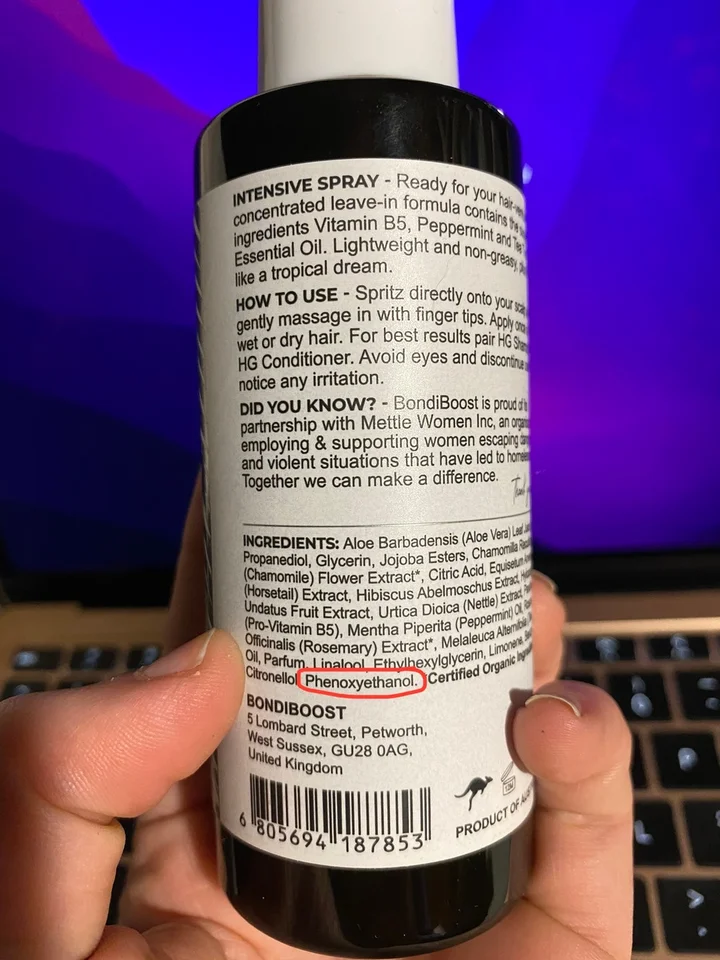 INTENSIVE SPRAY - Ready for your
concentrated leave-in formula contains the
ingredients Vitamin B5, Peppermint and Tea
Essential Oil. Lightweight and non-greasy,
like a tropical dream.
HOW TO USE - Spritz directly onto your
gently massage in with finger tips. Apply
wet or dry hair. For best results pair HG
HG Conditioner. Avoid eyes and discontinue
notice any irritation.
DID YOU KNOW? - BondiBoost is proud of
partnership with Mettle Women Inc, an
employing & supporting women escaping
and violent situations that have led to
Together we can make a difference.
INGREDIENTS: Aloe Barbadensis (Aloe Vera) Leaf
Propanediol, Glycerin, Jojoba Esters, Chamomilla
(Chamomile) Flower Extract*, Citric Acid, Equisetum
(Horsetail) Extract, Hibiscus Abelmoschus Extract,
Undatus Fruit Extract, Urtica Dioica (Nettle) Extract,
(Pro-Vitamin B5), Mentha Piperita (Peppermint) Oil,
Officinalis (Rosemary) Extract*, Melaleuca Alternifolia
Oil, Parfum, Linalool, Ethylhexylglycerin, Limonene,
Citronellol Phenoxyethanol. *Certified Organic
BONDIBOOST
5 Lombard Street, Petworth,
West Sussex, GU28 0AG,
United Kingdom
6 805694 187853
12M
PRODUCT OF